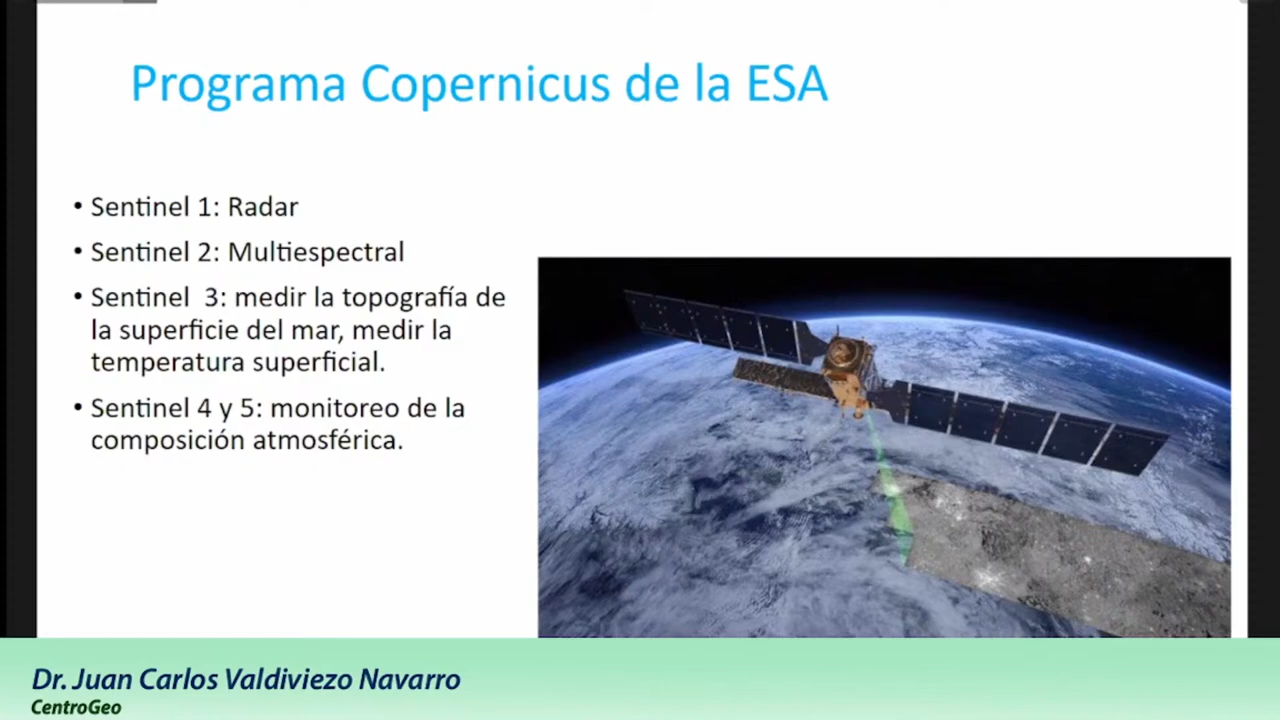 Programa Copernicus de la ESA
• Sentinel 1: Radar
• Sentinel 2: Multiespectral
• Sentinel  3: medir la topografía de
la superficie del mar, medir la
temperatura superficial.
• Sentinel 4 y 5: monitoreo de la
composición atmosférica.
Dr. Juan Carlos Valdiviezo Navarro
CentroGeo